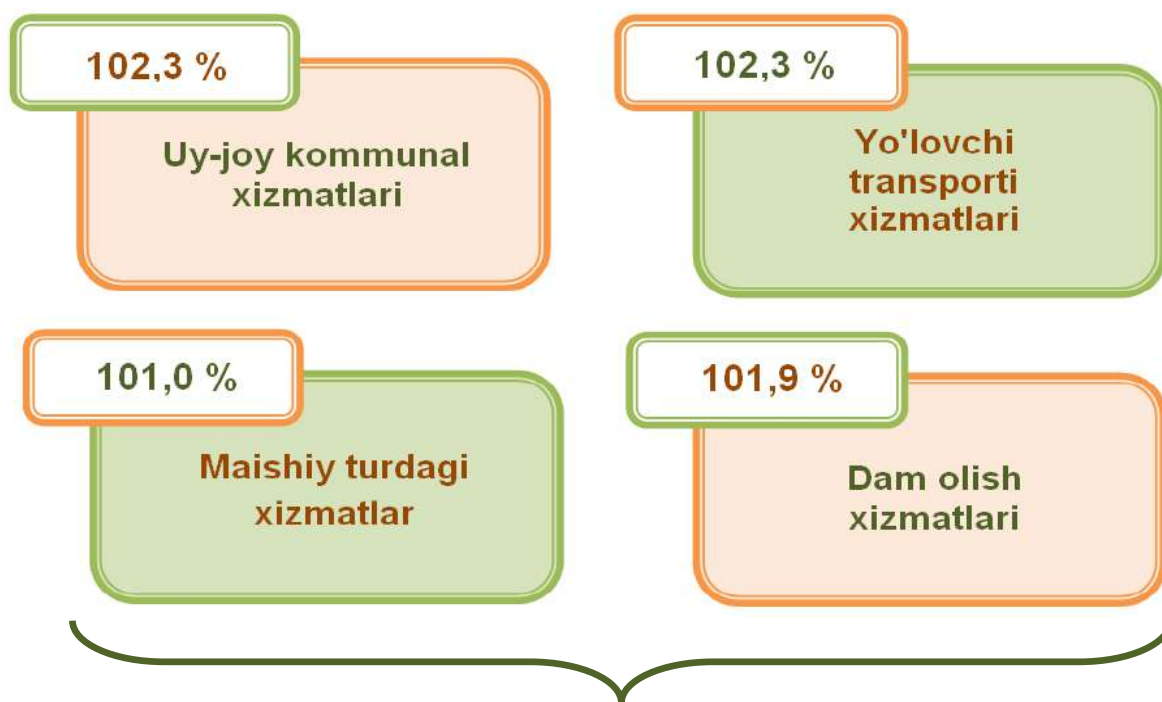 102,3 %
Uy-joy kommunal
xizmatlari
102,3 %
Yo'lovchi
transporti
xizmatlari
101,0 %
Maishiy turdagi
xizmatlar
101,9 %
Dam olish
xizmatlari